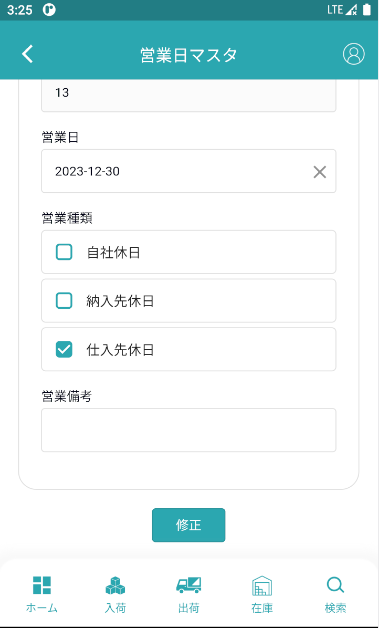 3:25
LTE
営業日マスタ
13
営業日
2023-12-30
営業種類
自社休日
納入先休日
仕入先休日
営業備考
修正
ホーム
入荷
出荷
在庫
検索